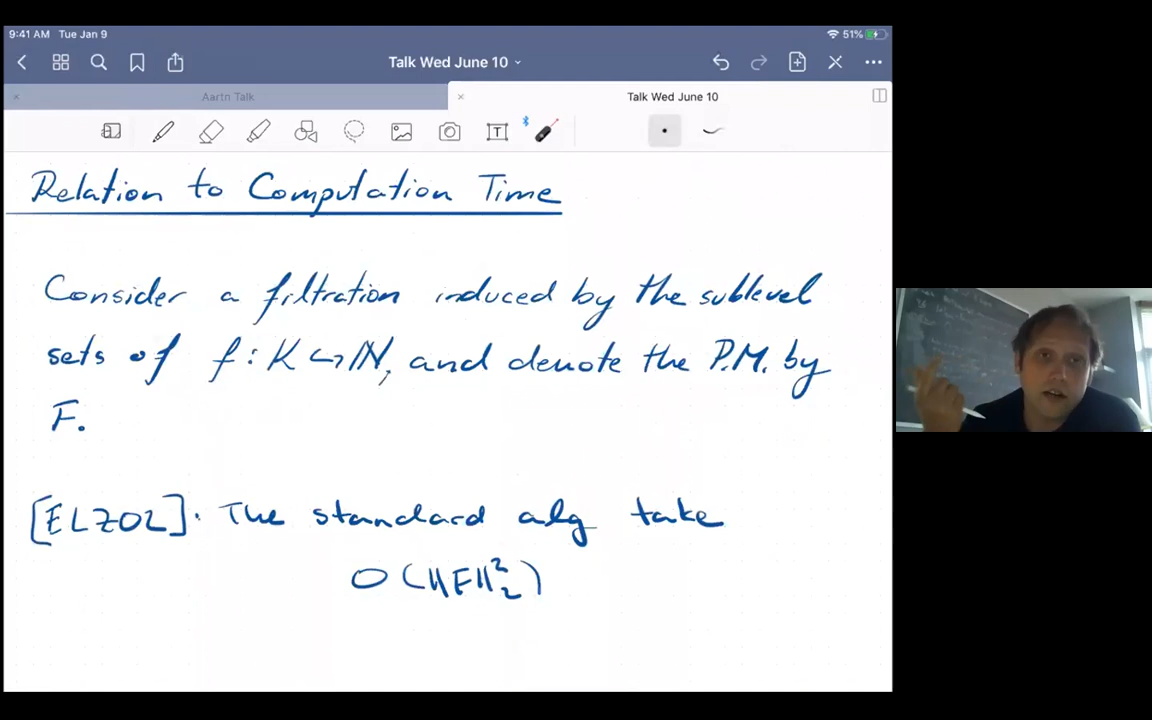 9:41 AM Tue Jan 9
51%
Talk Wed June 10
Aartn Talk
Talk Wed June 10
T
Relation to Computation Time
Consider a filtration induced by the sublevel
sets of f : K ↪ ℕ, and denote the P.M. by
F.
[ELZ02]: The standard alg take
O(||F||₂²)